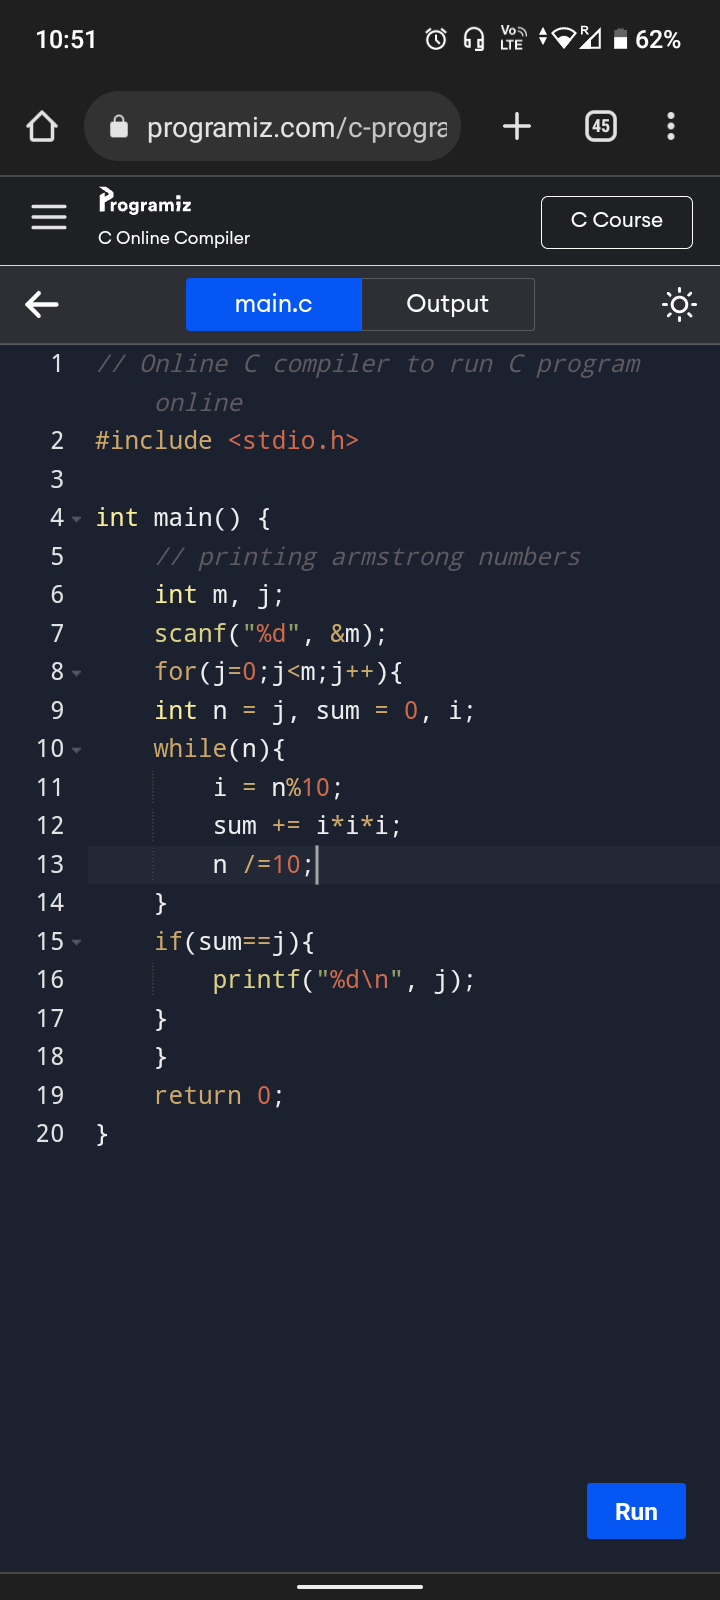 10:51 Vo LTE R 62%
programiz.com/c-progra 45
Programiz
C Online Compiler
C Course
main.c Output
1 // Online C compiler to run C program
online
2 #include <stdio.h>
3
4 int main() {
5 // printing armstrong numbers
6 int m, j;
7 scanf("%d", &m);
8 for(j=0;j<m;j++){
9 int n = j, sum = 0, i;
10 while(n){
11 i = n%10;
12 sum += i*i*i;
13 n /=10;
14 }
15 if(sum==j){
16 printf("%d\n", j);
17 }
18 }
19 return 0;
20 }
Run